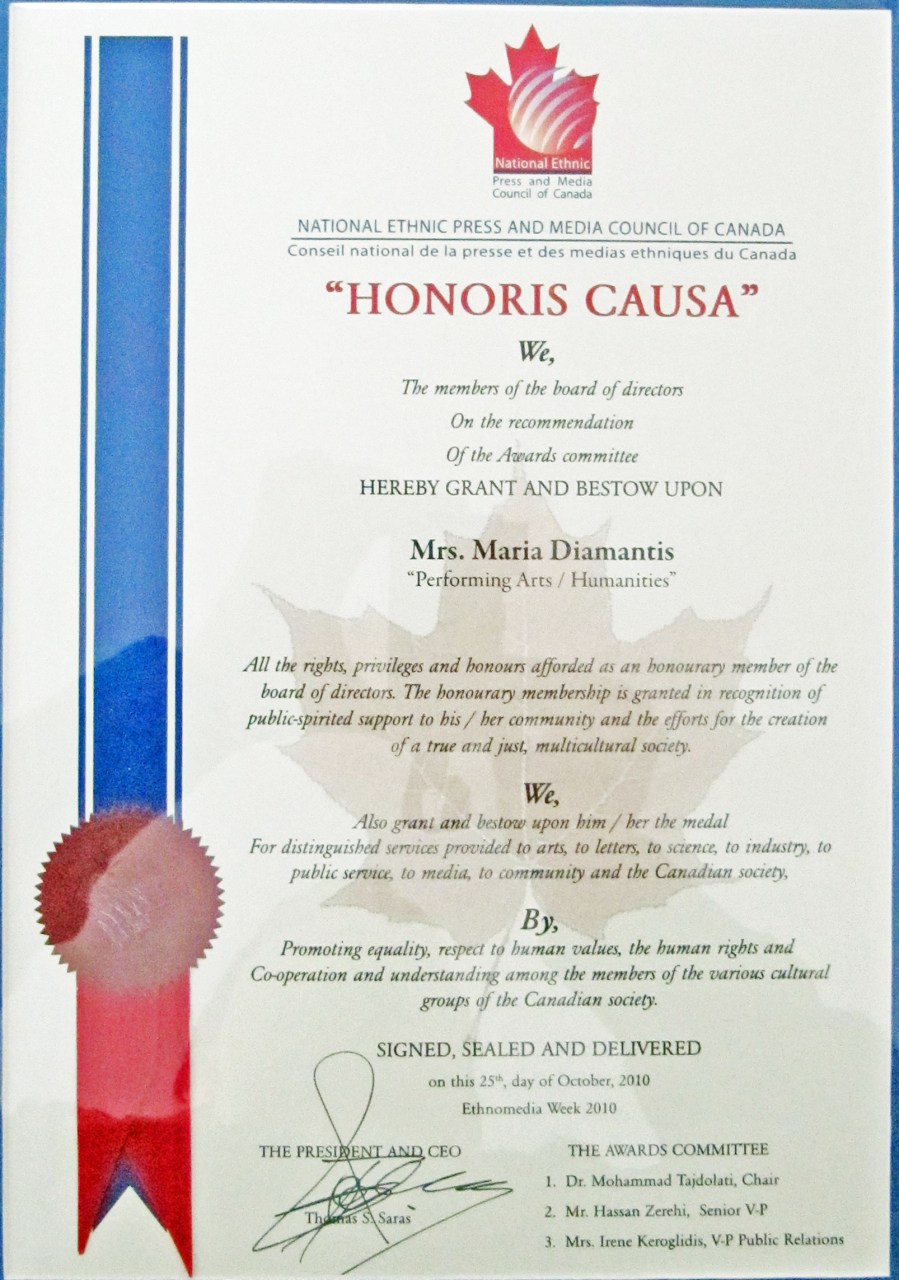 National Ethnic
Press and Media
Council of Canada
NATIONAL ETHNIC PRESS AND MEDIA COUNCIL OF CANADA
Conseil national de la presse et des medias ethniques du Canada
“HONORIS CAUSA”
We,
The members of the board of directors
On the recommendation
Of the Awards committee
HEREBY GRANT AND BESTOW UPON
Mrs. Maria Diamantis
“Performing Arts / Humanities”
All the rights, privileges and honours afforded as an honourary member of the
board of directors. The honourary membership is granted in recognition of
public-spirited support to his / her community and the efforts for the creation
of a true and just, multicultural society.
We,
Also grant and bestow upon him / her the medal
For distinguished services provided to arts, to letters, to science, to industry, to
public service, to media, to community and the Canadian society,
By,
Promoting equality, respect to human values, the human rights and
Co-operation and understanding among the members of the various cultural
groups of the Canadian society.
SIGNED, SEALED AND DELIVERED
on this 25th, day of October, 2010
Ethnomedia Week 2010
THE PRESIDENT AND CEO
Thomas S. Saras
THE AWARDS COMMITTEE
1. Dr. Mohammad Tajdolati, Chair
2. Mr. Hassan Zerehi, Senior V-P
3. Mrs. Irene Keroglidis, V-P Public Relations